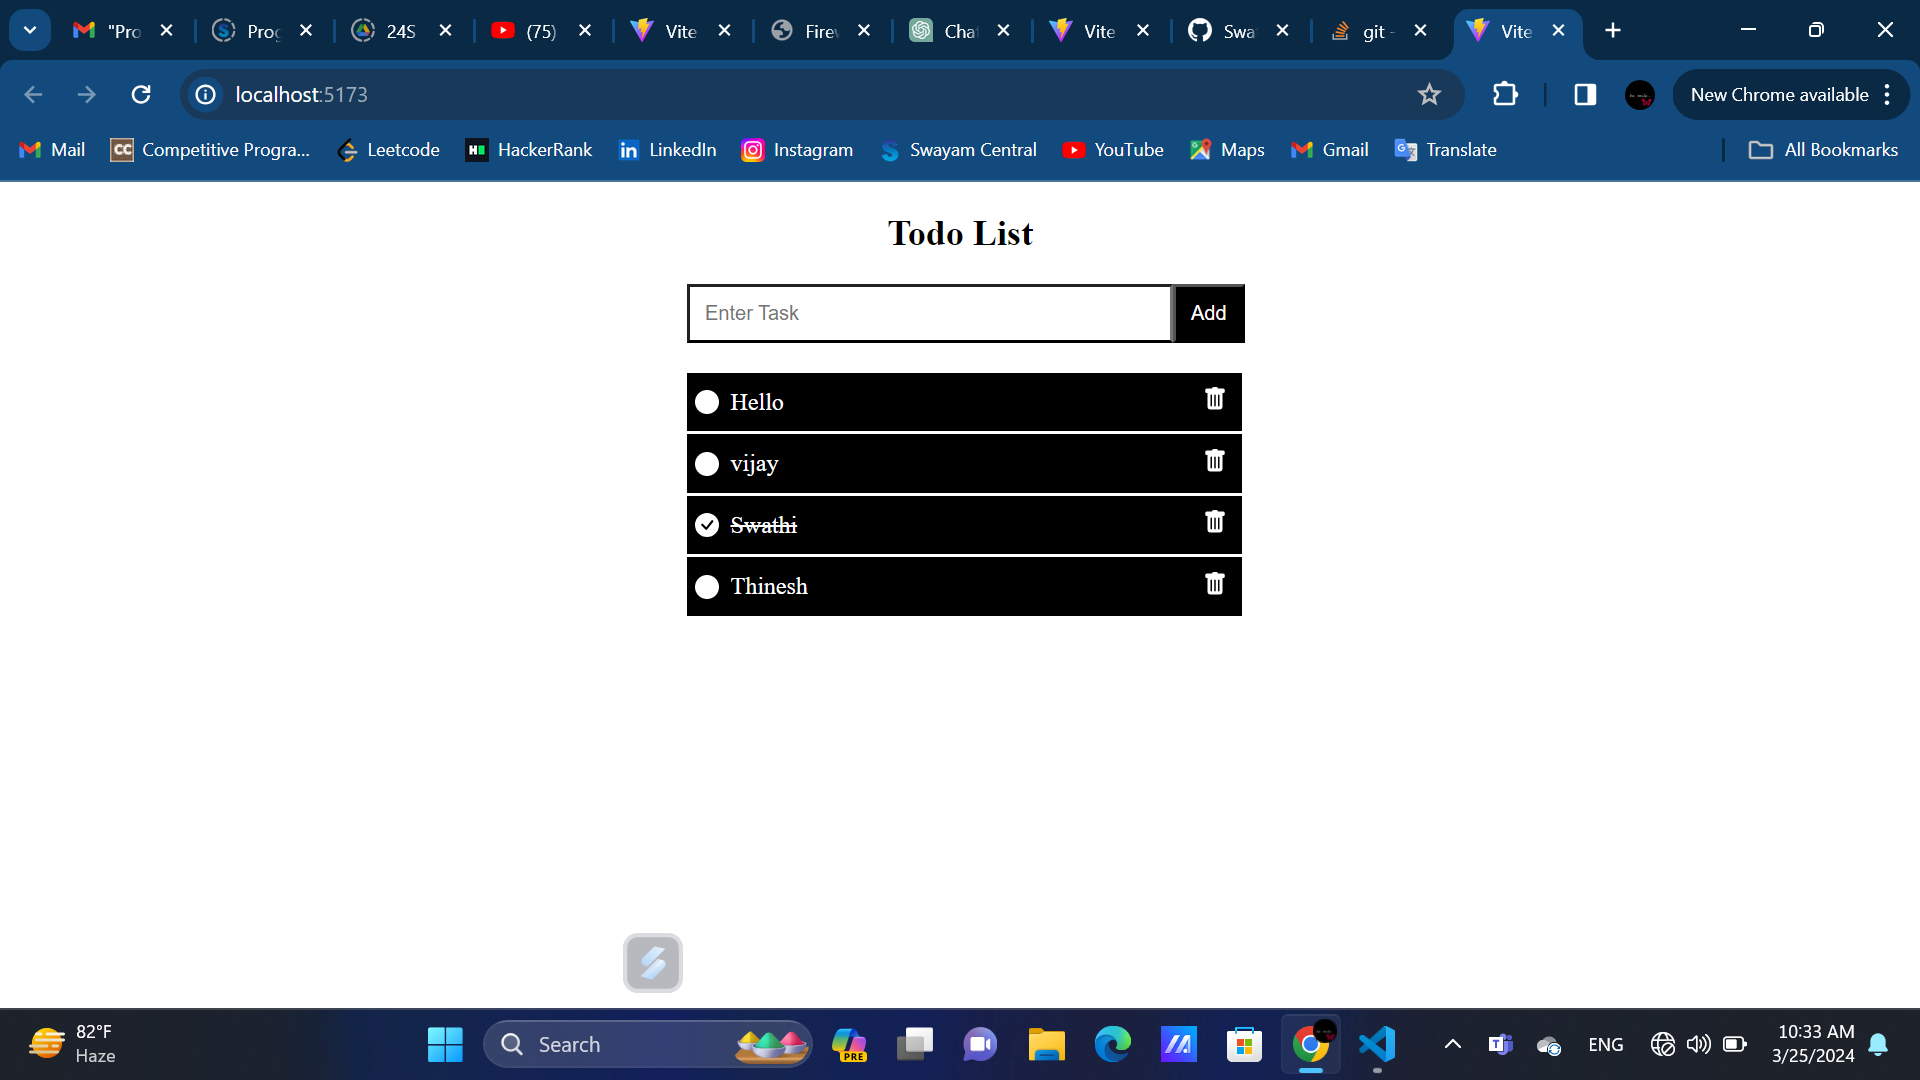 "Pro
Prog
24S
(75)
Vite
Firev
Chat
Vite
Swa
git -
Vite
localhost:5173
New Chrome available
Mail
Competitive Progra...
Leetcode
HackerRank
LinkedIn
Instagram
Swayam Central
YouTube
Maps
Gmail
Translate
All Bookmarks
Todo List
Enter Task
Add
Hello
vijay
Swathi
Thinesh
82°F
Haze
Search
PRE
ENG
10:33 AM
3/25/2024